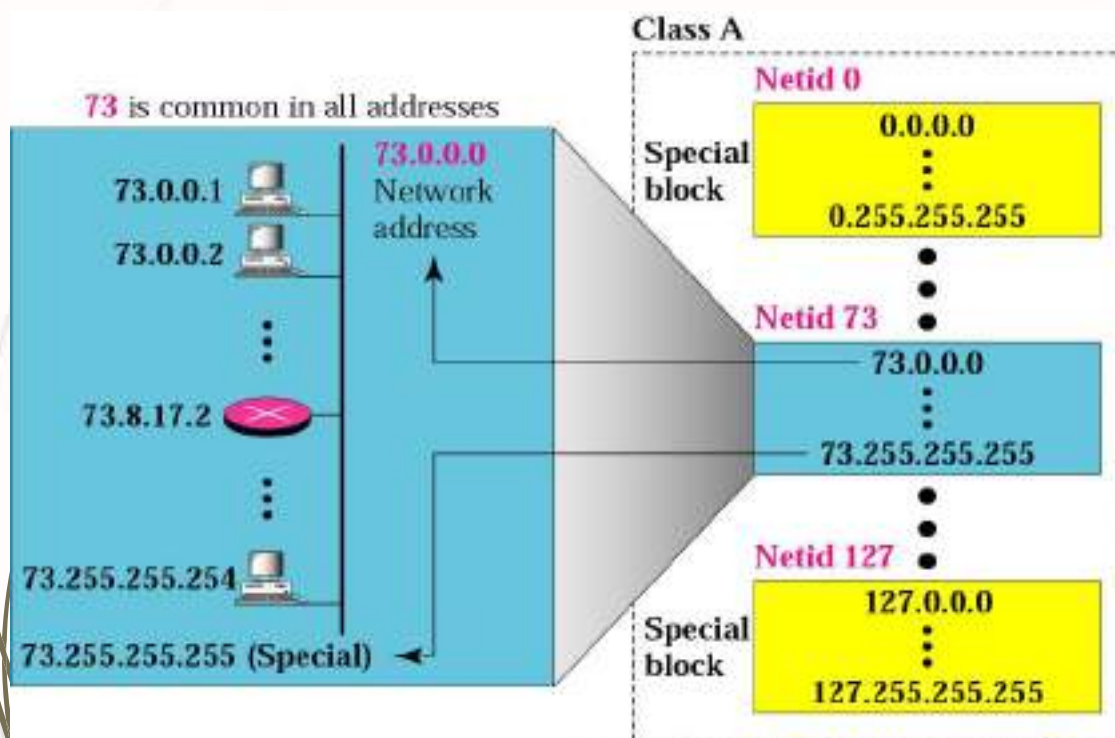 Class A
73 is common in all addresses
73.0.0.0
Network
address
73.0.0.1
73.0.0.2
73.8.17.2
73.255.255.254
73.255.255.255 (Special)
Netid 0
Special
block
0.0.0.0
0.255.255.255
Netid 73
73.0.0.0
73.255.255.255
Netid 127
Special
block
127.0.0.0
127.255.255.255